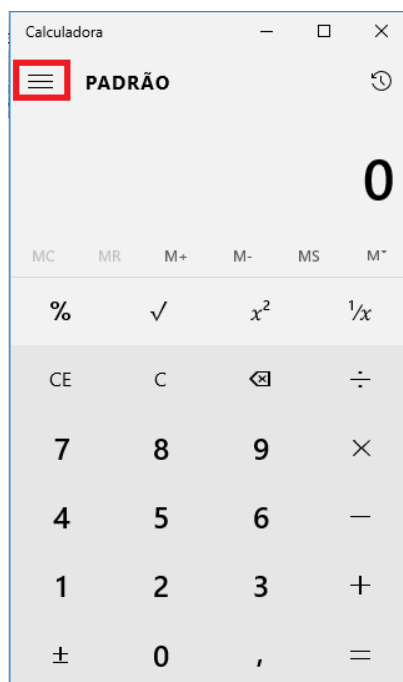 Calculadora
PADRÃO
0
MC MR M+ M- MS M˅
% √ x² ¹/x
CE C ⌫ ÷
7 8 9 ×
4 5 6 −
1 2 3 +
± 0 , =